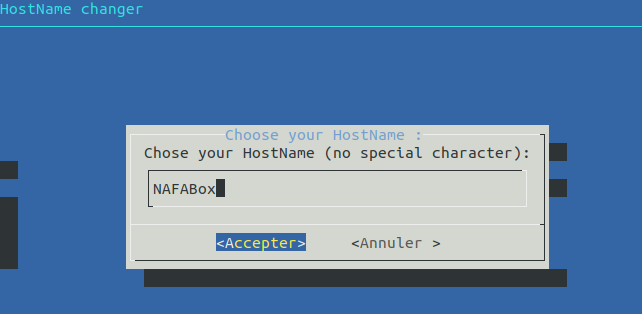 HostName changer
Choose your HostName :
Chose your HostName (no special character):
NAFABox
<Accepter> <Annuler >